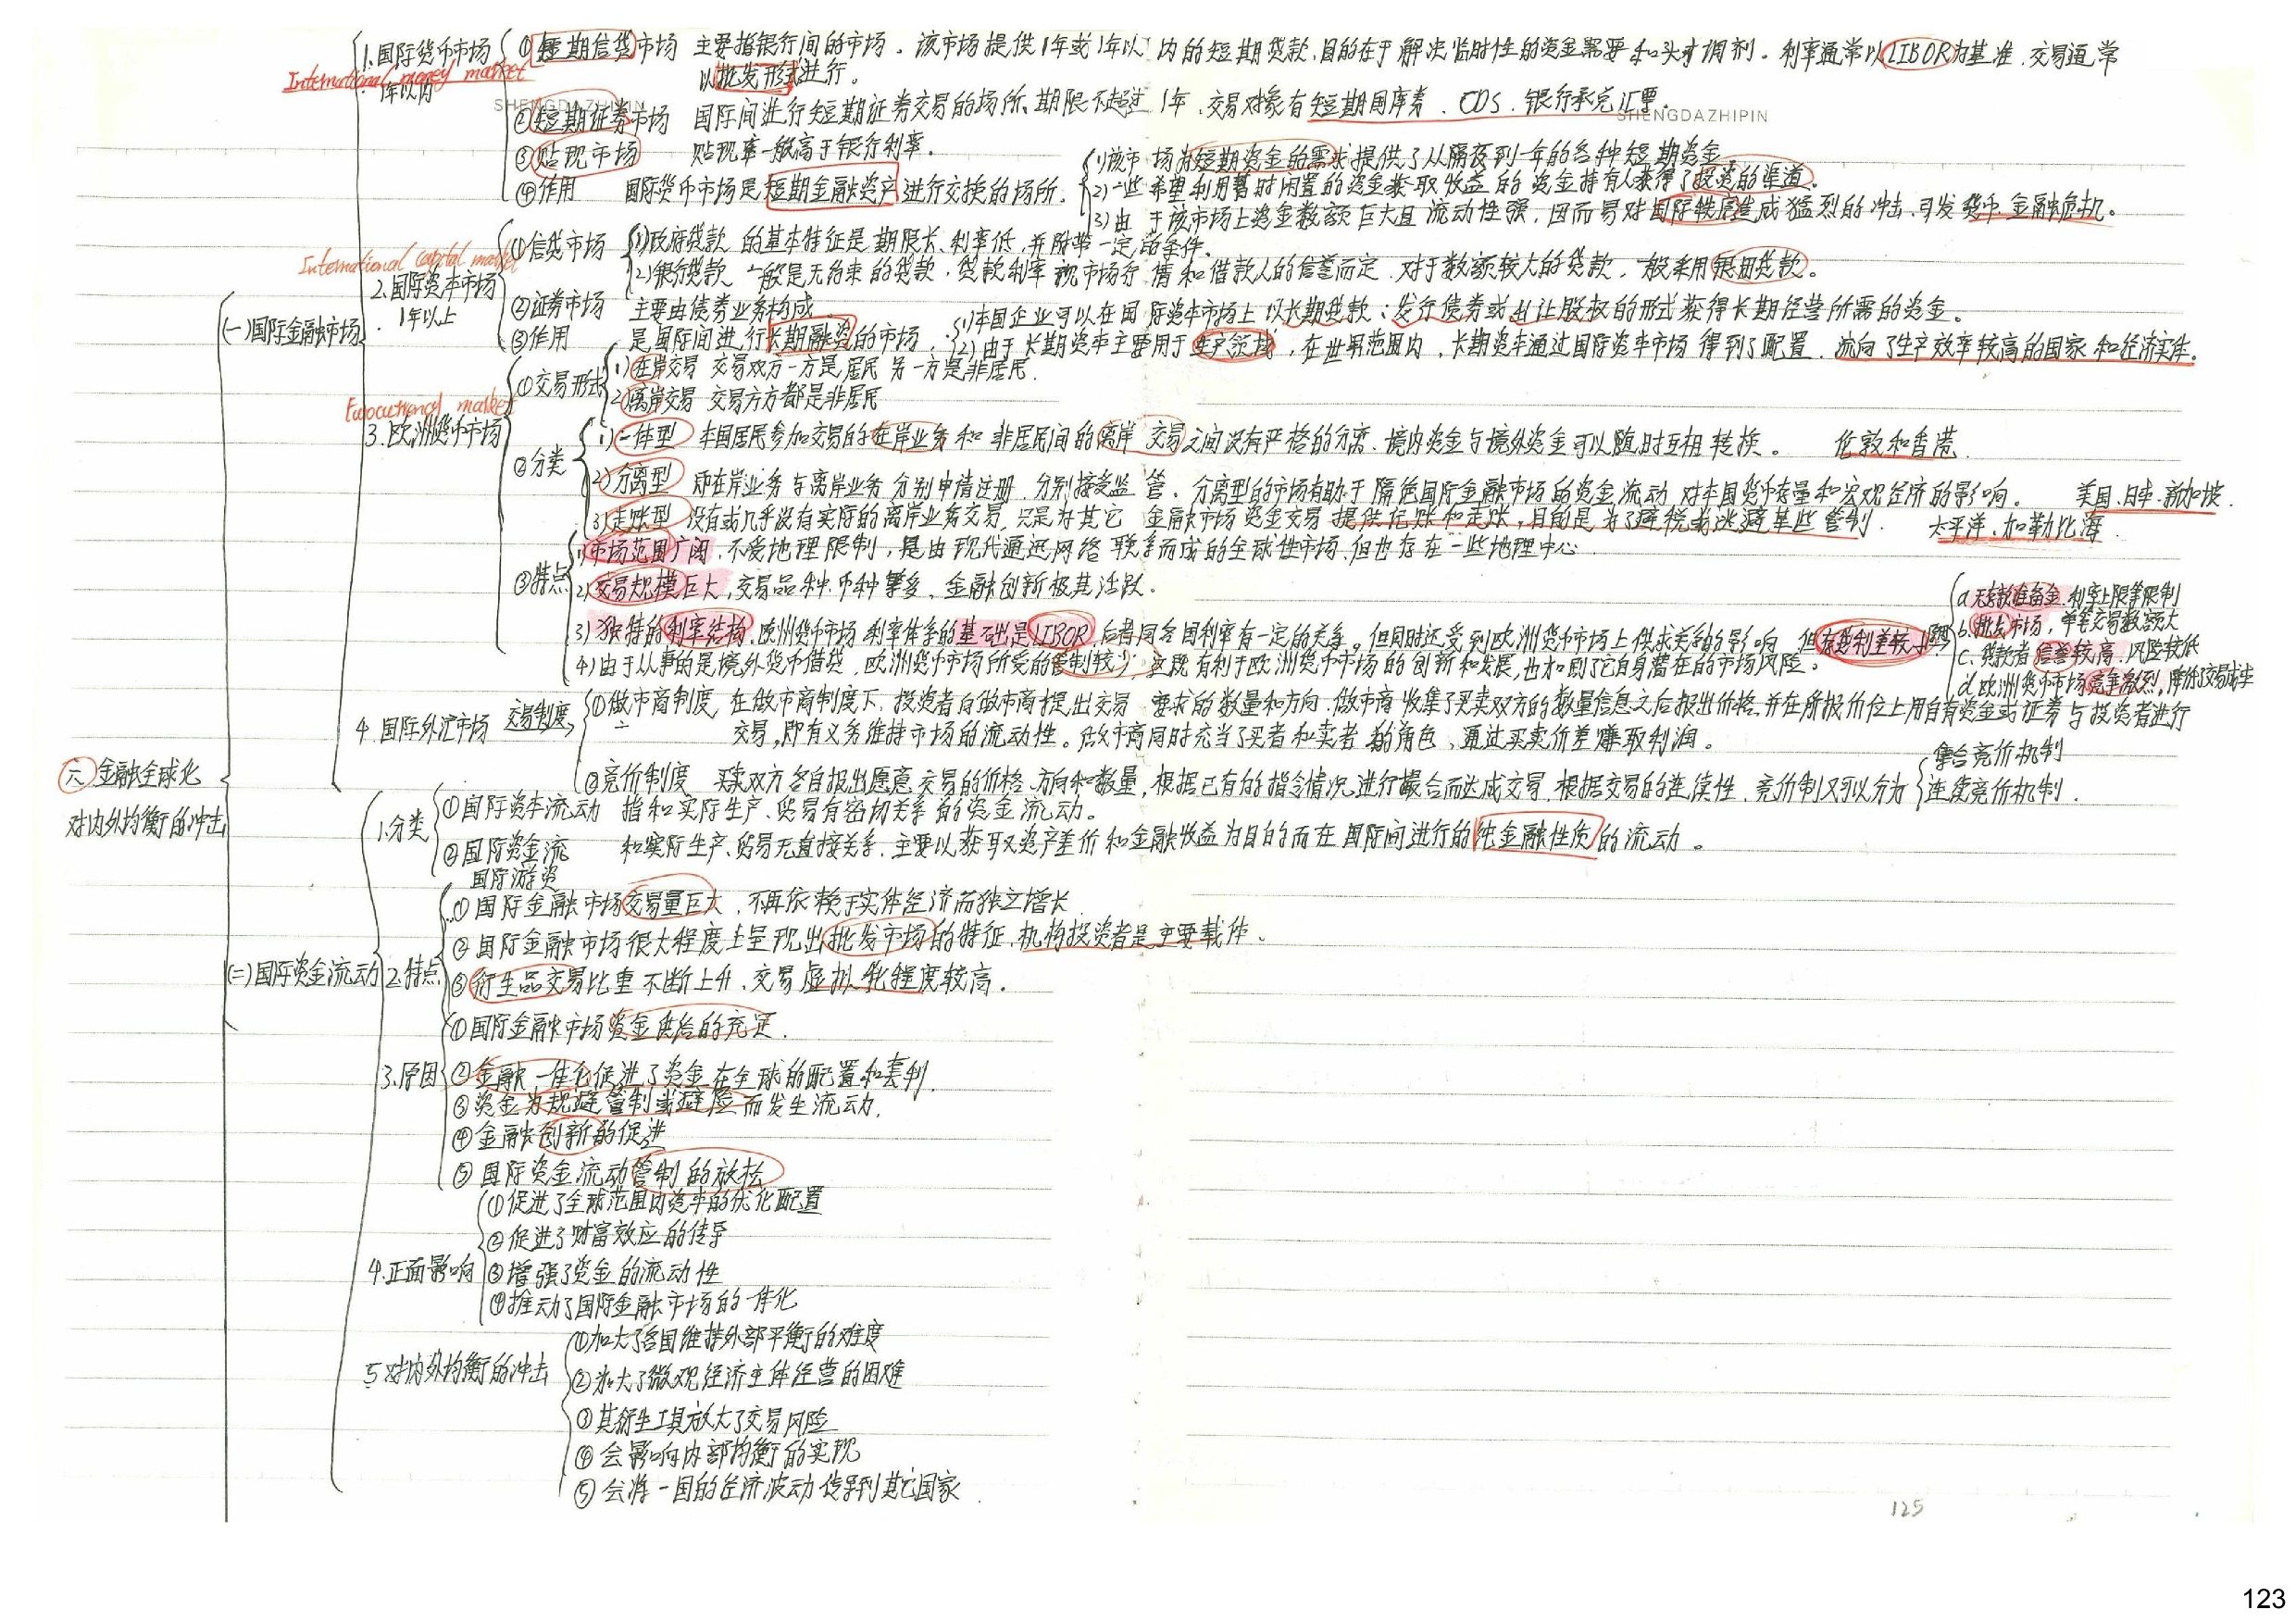 1.国际货币市场 ①短期信贷市场 主要指银行间的市场。该市场提供1年或1年以内的短期贷款,目的在于解决临时性的资金需要和头寸调剂。利率通常以LIBOR为基准,交易通常
International money market
1年以内
以批发形式进行。
SHENGDAZHIPIN
SHENGDAZHIPIN
②短期证券市场 国际间进行短期证券交易的场所,期限不超过1年,交易对象有短期国库券、CDS、银行承兑汇票。
③贴现市场 贴现率一般高于银行利率。
④作用 国际货币市场是短期金融资产进行交换的场所。
1)该市场为短期资金的需求提供了从隔夜到一年的各种短期资金。
2)一些希望利用暂时闲置的资金获取收益的资金持有人获得了投资的渠道。
3)由于该市场上资金数额巨大且流动性强,因而易对国际秩序造成猛烈的冲击,引发货币、金融危机。
International capital market
2.国际资本市场
1年以上
①信贷市场 1)政府贷款 的基本特征是期限长、利率低,并附带一定的条件。
2)银行贷款 一般是无约束的贷款,贷款利率视市场行情和借款人的信誉而定,对于数额较大的贷款,一般采用银团贷款。
②证券市场 主要由债券业务构成。
③作用 是国际间进行长期融资的市场。
1)本国企业可以在国际资本市场上以长期贷款;发行债券或出让股权的形式获得长期经营所需的资金。
2)由于长期资本主要用于生产领域,在世界范围内,长期资本通过国际资本市场得到了配置,流向了生产效率较高的国家和经济实体。
(一)国际金融市场
3.欧洲货币市场
①交易形式 1)在岸交易 交易双方一方是居民另一方是非居民.
2)离岸交易 交易方方都是非居民
②分类 1)一体型 本国居民参加交易的在岸业务和非居民间的离岸交易之间没有严格的分离,境内资金与境外资金可以随时互相转换。 伦敦和香港.
2)分离型 即在岸业务与离岸业务分别申请注册,分别接受监管。分离型的市场有助于隔绝国际金融市场的资金流动对本国货币存量和宏观经济的影响。 美国、日本、新加坡.
3)走账型 没有或几乎没有实际的离岸业务交易,只是为其它金融市场资金交易提供记账和走账,目的是为了避税或逃避某些管制. 太平洋、加勒比海.
③特点 1)市场范围广阔,不受地理限制,是由现代通讯网络联系而成的全球性市场,但也存在一些地理中心.
2)交易规模巨大,交易品种、币种繁多,金融创新极其活跃。
3)独特的利率结构,欧洲货币市场利率体系的基础是LIBOR,后者同各国利率有一定的关系。但同时还受到欧洲货币市场上供求关系的影响 但存贷利差较小 原因
a.无存款准备金、利率上限等限制
b.批发市场,单笔交易数额大
c.贷款者信誉较高,风险较低
d.欧洲货币市场竞争激烈,降低了交易成本
4)由于从事的是境外货币借贷,欧洲货币市场所受的管制较少,这既有利于欧洲货币市场的创新和发展,也加剧了它自身潜在的市场风险。
4.国际外汇市场 交易制度 ①做市商制度,在做市商制度下,投资者向做市商提出交易要求的数量和方向,做市商收集了买卖双方的数量信息之后报出价格,并在所报价位上用自有资金或证券与投资者进行
交易,即有义务维持市场的流动性。做市商同时充当了买者和卖者的角色,通过买卖价差赚取利润。
②竞价制度 买卖双方各自报出愿意交易的价格、方向和数量,根据已有的指令情况进行撮合而达成交易,根据交易的连续性,竞价制又可以分为
集合竞价机制
连续竞价机制.
六 金融全球化
对内外均衡的冲击
1.分类 ①国际资本流动 指和实际生产、贸易有密切关系的资金流动。
②国际资金流 和实际生产、贸易无直接关系,主要以获取资产差价和金融收益为目的而在国际间进行的纯金融性质的流动。
国际游资
(二)国际资金流动
2.特点 ①国际金融市场交易量巨大,不再依赖于实体经济而独立增长
②国际金融市场很大程度上呈现出批发市场的特征,机构投资者是主要载体、
③衍生品交易比重不断上升,交易虚拟化程度较高。
3.原因 ①国际金融市场资金供给的充足.
②金融一体化促进了资金在全球的配置和套利.
③资金为规避管制或避险而发生流动.
④金融创新的促进
⑤国际资金流动管制的放松
4.正面影响 ①促进了全球范围内资本的优化配置
②促进了财富效应的传导
③增强了资金的流动性
④推动了国际金融市场的一体化
5.对内外均衡的冲击 ①加大了各国维持外部平衡的难度
②加大了微观经济主体经营的困难
③其衍生工具放大了交易风险
④会影响内部均衡的实现
⑤会将一国的经济波动传导到其它国家.
125
123